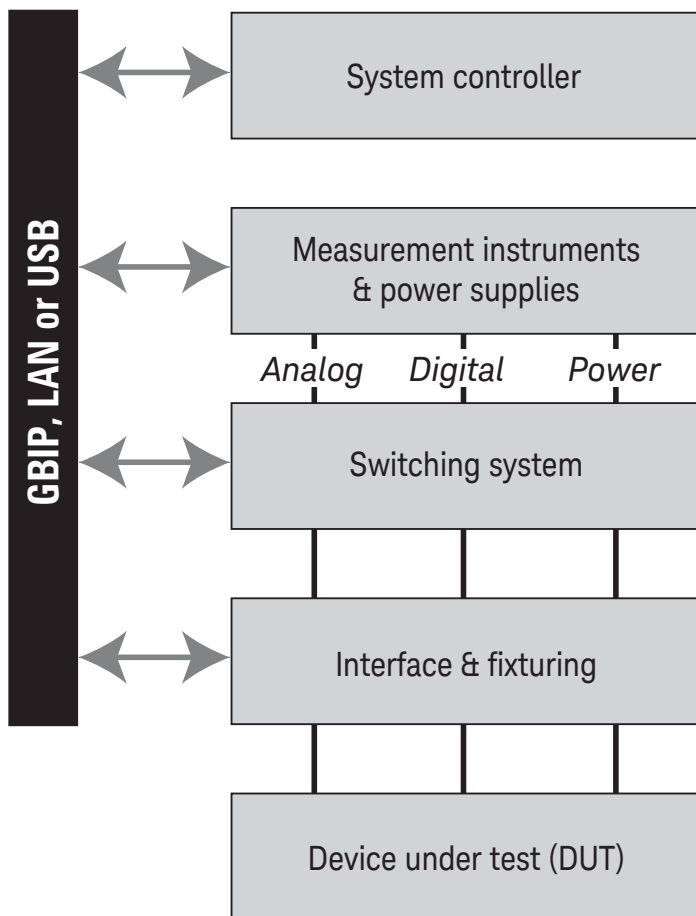 GBIP, LAN or USB
System controller
Measurement instruments
& power supplies
Analog Digital Power
Switching system
Interface & fixturing
Device under test (DUT)